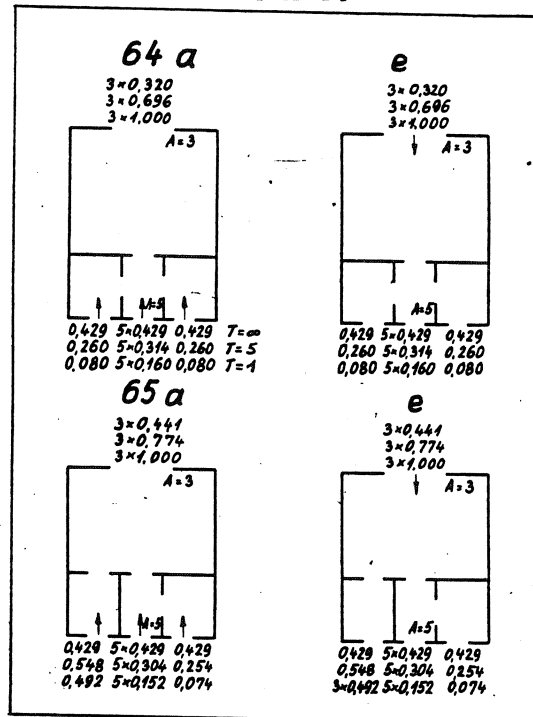 64 a
3×0,320
3×0,696
3×1,000
A=3
A=5
0,429 5×0,429 0,429 T=∞
0,260 5×0,314 0,260 T=5
0,080 5×0,160 0,080 T=1
e
3×0,320
3×0,696
3×1,000
A=3
A=5
0,429 5×0,429 0,429
0,260 5×0,314 0,260
0,080 5×0,160 0,080
65 a
3×0,441
3×0,774
3×1,000
A=3
A=5
0,429 5×0,429 0,429
0,548 5×0,304 0,254
0,492 5×0,152 0,074
e
3×0,441
3×0,774
3×1,000
A=3
A=5
0,429 5×0,429 0,429
0,548 5×0,304 0,254
3×0,492 5×0,152 0,074